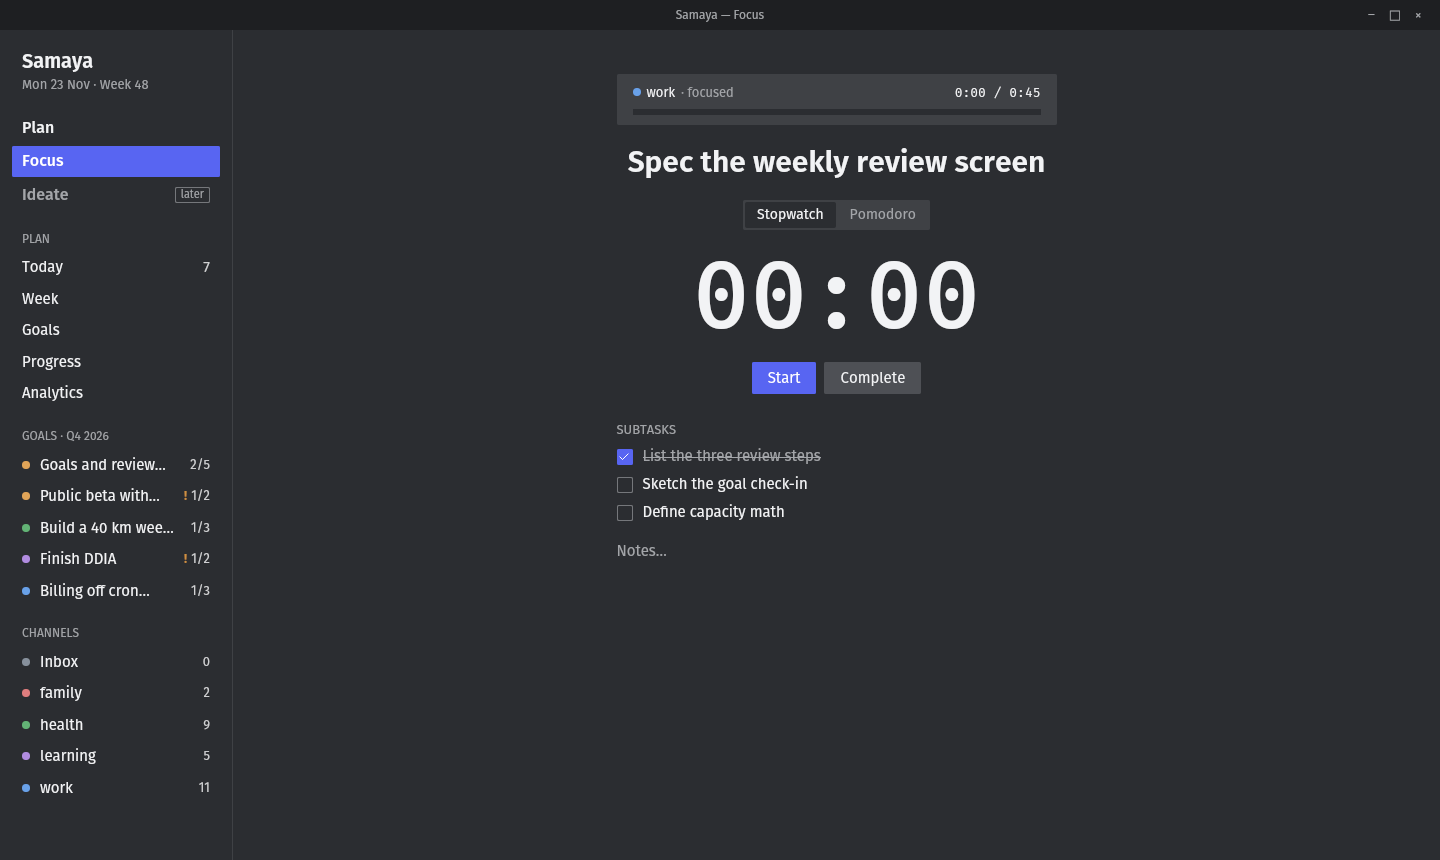 Samaya — Focus
Samaya
Mon 23 Nov · Week 48
Plan
Focus
Ideate later
PLAN
Today 7
Week
Goals
Progress
Analytics
GOALS · Q4 2026
Goals and review... 2/5
Public beta with... ! 1/2
Build a 40 km wee... 1/3
Finish DDIA ! 1/2
Billing off cron... 1/3
CHANNELS
Inbox 0
family 2
health 9
learning 5
work 11
work · focused 0:00 / 0:45
Spec the weekly review screen
Stopwatch Pomodoro
00:00
Start Complete
SUBTASKS
List the three review steps
Sketch the goal check-in
Define capacity math
Notes...